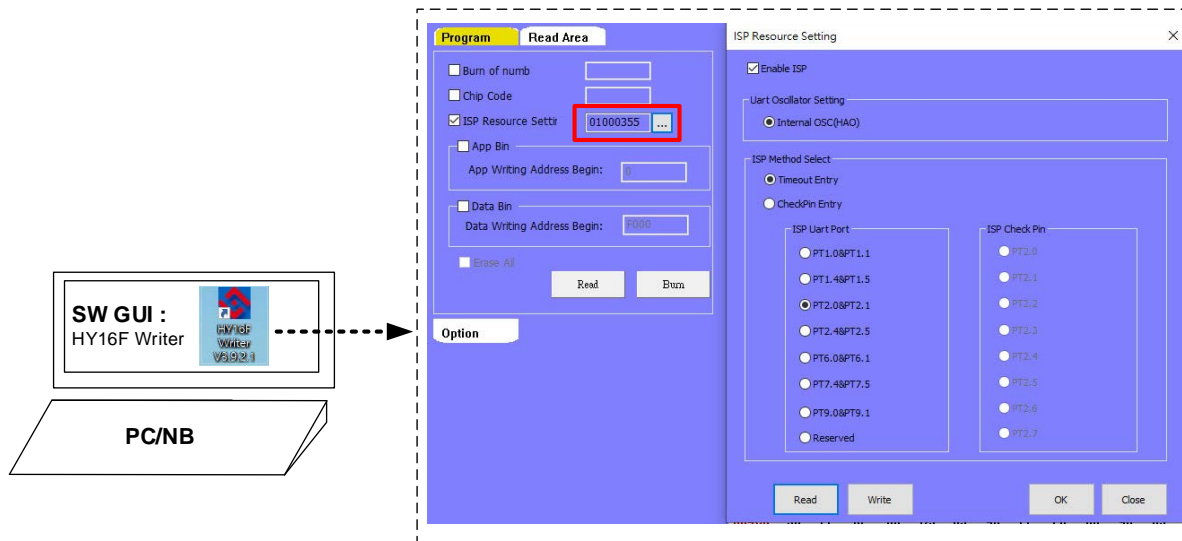 SW GUI :
HY16F Writer
HY16F
Writer
V3.9.2.1
PC/NB
Program
Read Area
Burn of numb
Chip Code
ISP Resource Settir
01000355
...
App Bin
App Writing Address Begin:
0
Data Bin
Data Writing Address Begin:
F000
Erase All
Read
Burn
Option
ISP Resource Setting
Enable ISP
Uart Oscillator Setting
Internal OSC(HAO)
ISP Method Select
Timeout Entry
CheckPin Entry
ISP Uart Port
PT1.0&PT1.1
PT1.4&PT1.5
PT2.0&PT2.1
PT2.4&PT2.5
PT6.0&PT6.1
PT7.4&PT7.5
PT9.0&PT9.1
Reserved
ISP Check Pin
PT2.0
PT2.1
PT2.2
PT2.3
PT2.4
PT2.5
PT2.6
PT2.7
Read
Write
OK
Close